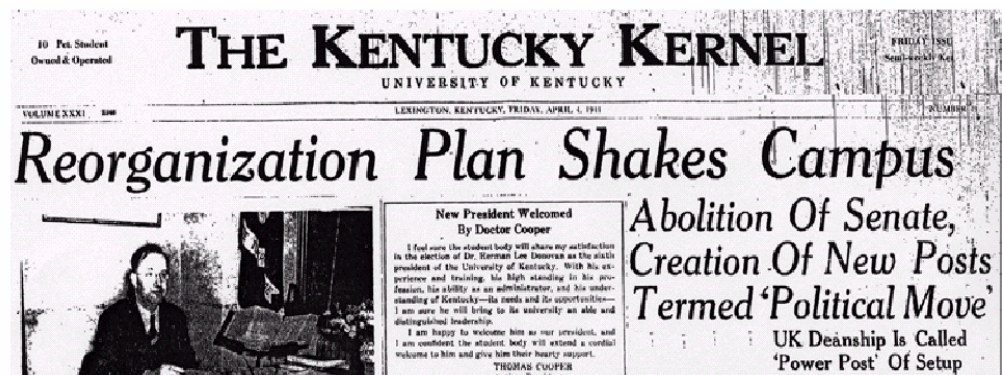 10 Pct. Student
Owned & Operated
THE KENTUCKY KERNEL
UNIVERSITY OF KENTUCKY
FRIDAY ISSU
Semi-weekly Ker
VOLUME XXXI
LEXINGTON, KENTUCKY, FRIDAY, APRIL 4, 1941
NUMBER
Reorganization Plan Shakes Campus
New President Welcomed
By Doctor Cooper
I feel sure the student body will share my satisfaction
in the election of Dr. Herman Lee Donovan as the sixth
president of the University of Kentucky. With his ex-
perience and training, his high standing in his pro-
fession, his ability as an administrator, and his under-
standing of Kentucky—its needs and its opportunities—
I am sure he will bring to its university an able and
distinguished leadership.
I am happy to welcome him as our president, and
I am confident the student body will extend a cordial
welcome to him and give him their hearty support.
THOMAS COOPER
Abolition Of Senate,
Creation Of New Posts
Termed 'Political Move'
UK Deanship Is Called
'Power Post' Of Setup